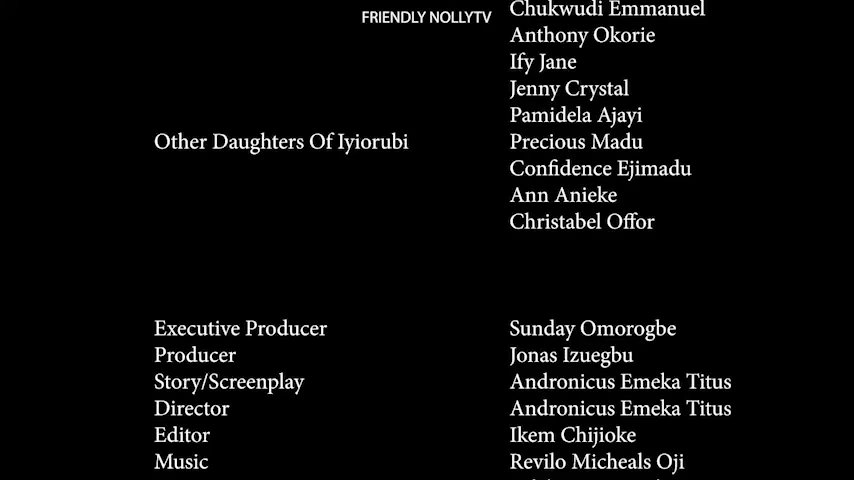 Chukwudi Emmanuel
FRIENDLY NOLLYTV
Anthony Okorie
Ify Jane
Jenny Crystal
Pamidela Ajayi
Other Daughters Of Iyiorubi Precious Madu
Confidence Ejimadu
Ann Anieke
Christabel Offor
Executive Producer Sunday Omorogbe
Producer Jonas Izuegbu
Story/Screenplay Andronicus Emeka Titus
Director Andronicus Emeka Titus
Editor Ikem Chijioke
Music Revilo Micheals Oji